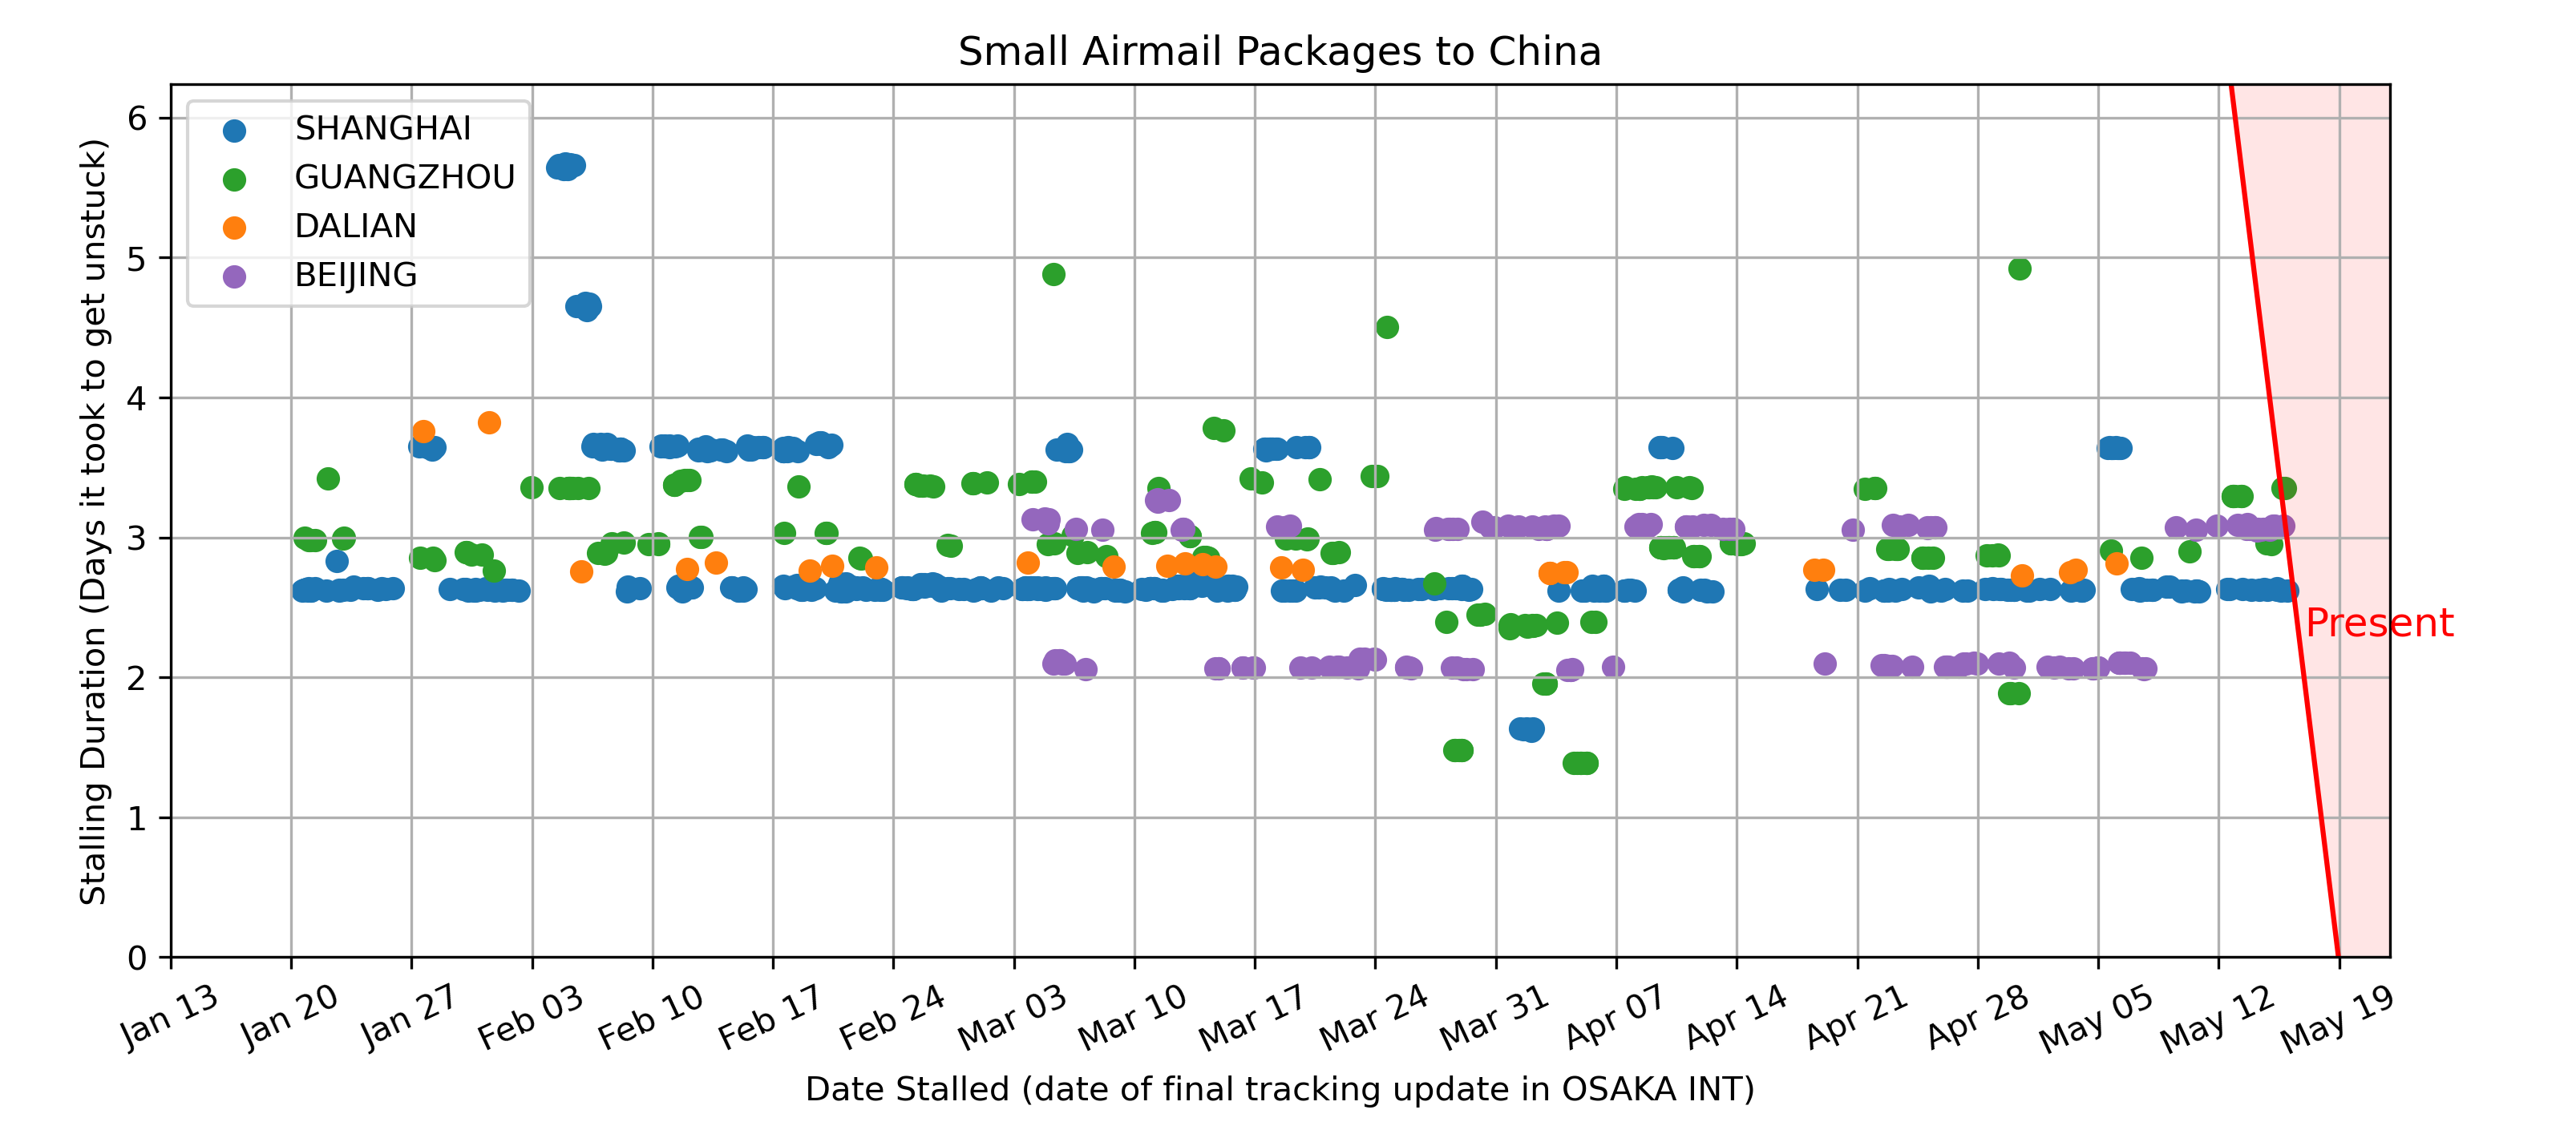 Small Airmail Packages to China
SHANGHAI
GUANGZHOU
DALIAN
BEIJING
Stalling Duration (Days it took to get unstuck)
6
5
4
3
2
1
0
Present
Jan 13
Jan 20
Jan 27
Feb 03
Feb 10
Feb 17
Feb 24
Mar 03
Mar 10
Mar 17
Mar 24
Mar 31
Apr 07
Apr 14
Apr 21
Apr 28
May 05
May 12
May 19
Date Stalled (date of final tracking update in OSAKA INT)